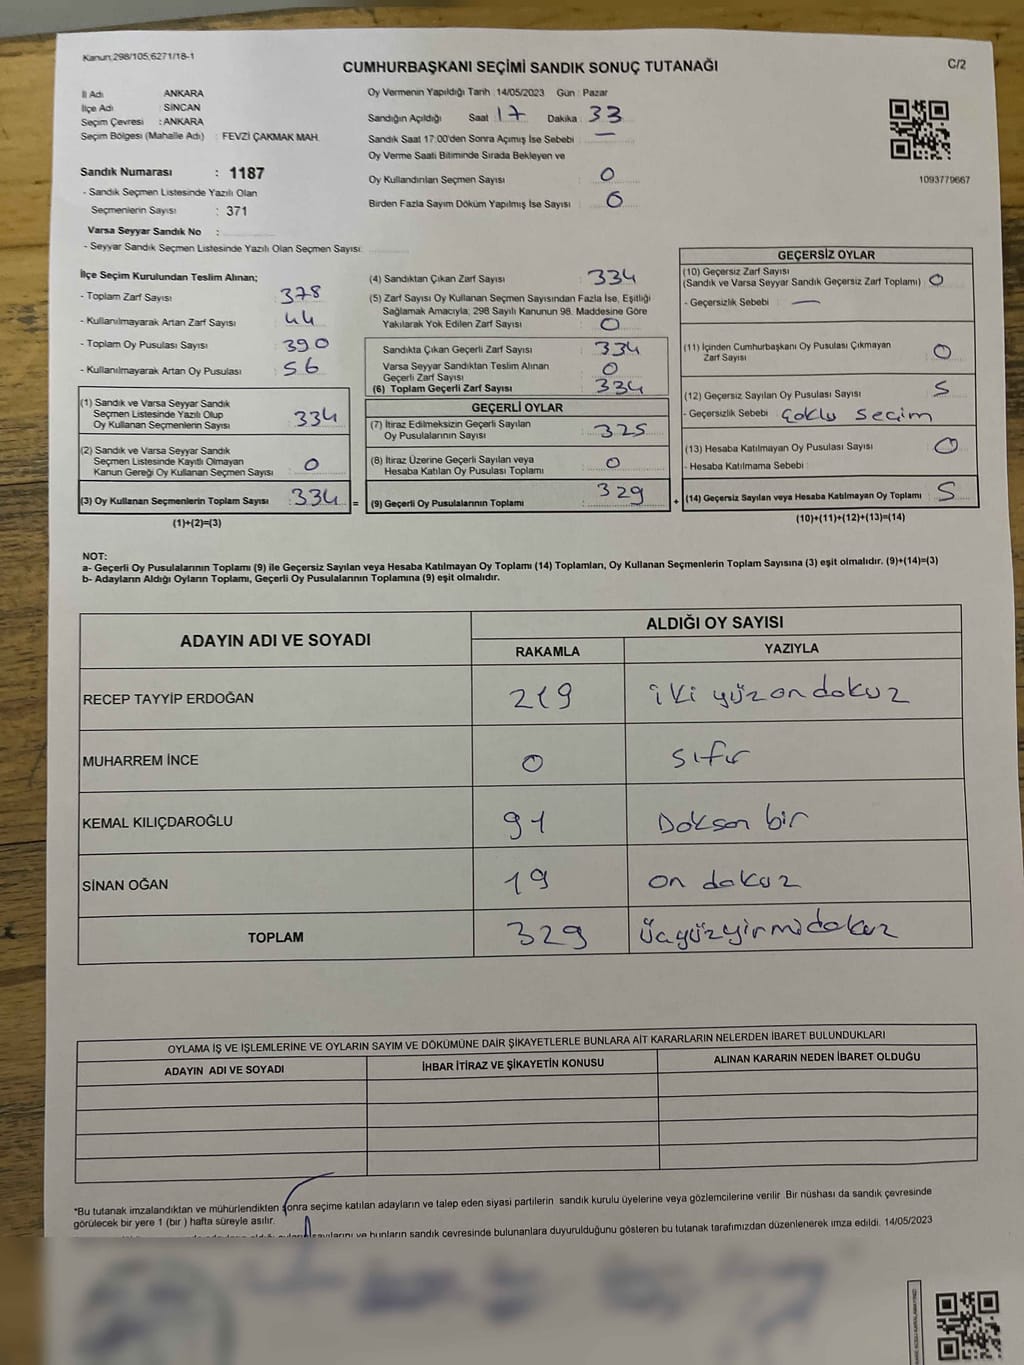 Kanun:298/105;6271/18-1
CUMHURBAŞKANI SEÇİMİ SANDIK SONUÇ TUTANAĞI
C/2
İl Adı ANKARA
İlçe Adı : SİNCAN
Seçim Çevresi : ANKARA
Seçim Bölgesi (Mahalle Adı) : FEVZİ ÇAKMAK MAH.
Oy Vermenin Yapıldığı Tarih :14/05/2023 Gün : Pazar
Sandığın Açıldığı Saat 17 Dakika 33
Sandık Saat 17:00'den Sonra Açımış İse Sebebi : —
Oy Verme Saati Bitiminde Sırada Bekleyen ve
Oy Kullandırılan Seçmen Sayısı : 0
Birden Fazla Sayım Döküm Yapılmış İse Sayısı : 0
1093779667
Sandık Numarası : 1187
- Sandık Seçmen Listesinde Yazılı Olan
Seçmenlerin Sayısı : 371
Varsa Seyyar Sandık No :
- Seyyar Sandık Seçmen Listesinde Yazılı Olan Seçmen Sayısı:
İlçe Seçim Kurulundan Teslim Alınan;
- Toplam Zarf Sayısı : 378
- Kullanılmayarak Artan Zarf Sayısı : 44
- Toplam Oy Pusulası Sayısı : 390
- Kullanılmayarak Artan Oy Pusulası : 56
(1) Sandık ve Varsa Seyyar Sandık
Seçmen Listesinde Yazılı Olup
Oy Kullanan Seçmenlerin Sayısı : 334
(2) Sandık ve Varsa Seyyar Sandık
Seçmen Listesinde Kayıtlı Olmayan
Kanun Gereği Oy Kullanan Seçmen Sayısı : 0
(3) Oy Kullanan Seçmenlerin Toplam Sayısı : 334 =
(1)+(2)=(3)
(4) Sandıktan Çıkan Zarf Sayısı : 334
(5) Zarf Sayısı Oy Kullanan Seçmen Sayısından Fazla İse, Eşitliği
Sağlamak Amacıyla; 298 Sayılı Kanunun 98. Maddesine Göre
Yakılarak Yok Edilen Zarf Sayısı : 0
Sandıkta Çıkan Geçerli Zarf Sayısı : 334
Varsa Seyyar Sandıktan Teslim Alınan
Geçerli Zarf Sayısı : 0
(6) Toplam Geçerli Zarf Sayısı : 334
GEÇERLİ OYLAR
(7) İtiraz Edilmeksizin Geçerli Sayılan
Oy Pusulalarının Sayısı : 325
(8) İtiraz Üzerine Geçerli Sayılan veya
Hesaba Katılan Oy Pusulası Toplamı : 0
(9) Geçerli Oy Pusulalarının Toplamı : 329 +
GEÇERSİZ OYLAR
(10) Geçersiz Zarf Sayısı
(Sandık ve Varsa Seyyar Sandık Geçersiz Zarf Toplamı) : 0
- Geçersizlik Sebebi : —
(11) İçinden Cumhurbaşkanı Oy Pusulası Çıkmayan
Zarf Sayısı : 0
(12) Geçersiz Sayılan Oy Pusulası Sayısı : 5
- Geçersizlik Sebebi : çoklu secim
(13) Hesaba Katılmayan Oy Pusulası Sayısı : 0
- Hesaba Katılmama Sebebi :
(14) Geçersiz Sayılan veya Hesaba Katılmayan Oy Toplamı : 5
(10)+(11)+(12)+(13)=(14)
NOT:
a- Geçerli Oy Pusulalarının Toplamı (9) ile Geçersiz Sayılan veya Hesaba Katılmayan Oy Toplamı (14) Toplamları, Oy Kullanan Seçmenlerin Toplam Sayısına (3) eşit olmalıdır. (9)+(14)=(3)
b- Adayların Aldığı Oyların Toplamı, Geçerli Oy Pusulalarının Toplamına (9) eşit olmalıdır.
ADAYIN ADI VE SOYADI ALDIĞI OY SAYISI
RAKAMLA YAZIYLA
RECEP TAYYİP ERDOĞAN 219 iki yüz on dokuz
MUHARREM İNCE 0 sıfır
KEMAL KILIÇDAROĞLU 91 Doksan bir
SİNAN OĞAN 19 on dokuz
TOPLAM 329 üçyüzyirmidokuz
OYLAMA İŞ VE İŞLEMLERİNE VE OYLARIN SAYIM VE DÖKÜMÜNE DAİR ŞİKAYETLERLE BUNLARA AİT KARARLARIN NELERDEN İBARET BULUNDUKLARI
ADAYIN ADI VE SOYADI İHBAR İTİRAZ VE ŞİKAYETİN KONUSU ALINAN KARARIN NEDEN İBARET OLDUĞU
*Bu tutanak imzalandıktan ve mühürlendikten sonra seçime katılan adayların ve talep eden siyasi partilerin sandık kurulu üyelerine veya gözlemcilerine verilir. Bir nüshası da sandık çevresinde
görülecek bir yere 1 (bir ) hafta süreyle asılır.
sayılarını ve bunların sandık çevresinde bulunanlara duyurulduğunu gösteren bu tutanak tarafımızdan düzenlenerek imza edildi. 14/05/2023